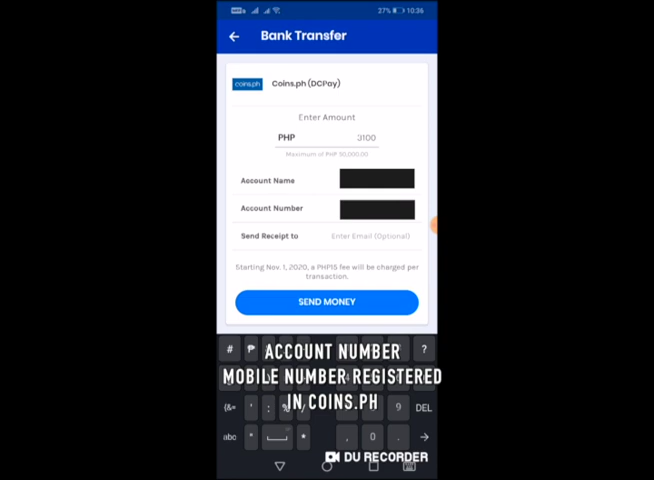 27% 10:36
Bank Transfer
coins.ph Coins.ph (DCPay)
Enter Amount
PHP 0100
Maximum of PHP 50,000.00
Account Name
Account Number
Send Receipt to Enter Email (Optional)
Starting Nov. 1, 2020, a PHP15 fee will be charged per
transaction.
SEND MONEY
# ₱ ?
ACCOUNT NUMBER
MOBILE NUMBER REGISTERED
IN COINS.PH
{&= ' : % / 9 DEL
abc * , 0 .
DU RECORDER